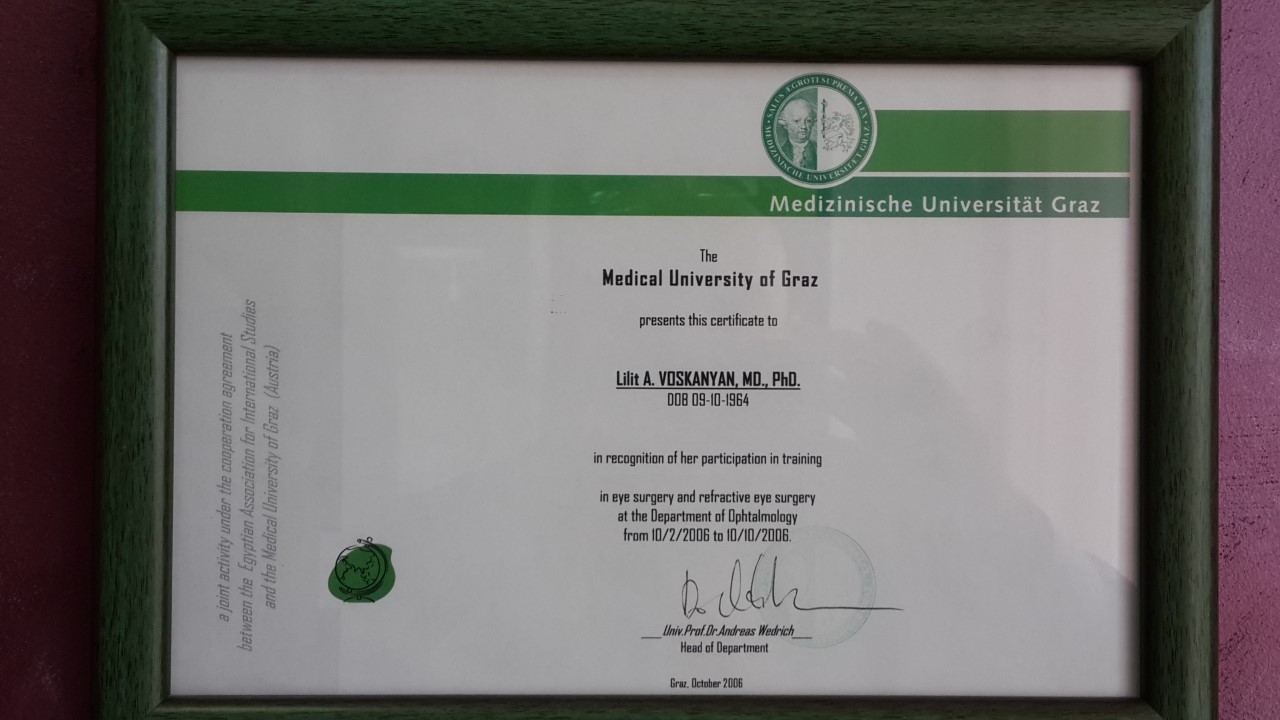 SALUS ÆGROTI SUPREMA LEX
MEDIZINISCHE UNIVERSITÄT GRAZ
Medizinische Universität Graz
The
Medical University of Graz
presents this certificate to
Lilit A. VOSKANYAN, MD., PhD.
DOB 09-10-1964
in recognition of her participation in training
in eye surgery and refractive eye surgery
at the Department of Ophtalmology
from 10/2/2006 to 10/10/2006.
Univ.Prof.Dr.Andreas Wedrich
Head of Department
Graz, October 2006
a joint activity under the cooperation agreement
between the Egyptian Association for International Studies
and the Medical University of Graz (Austria)